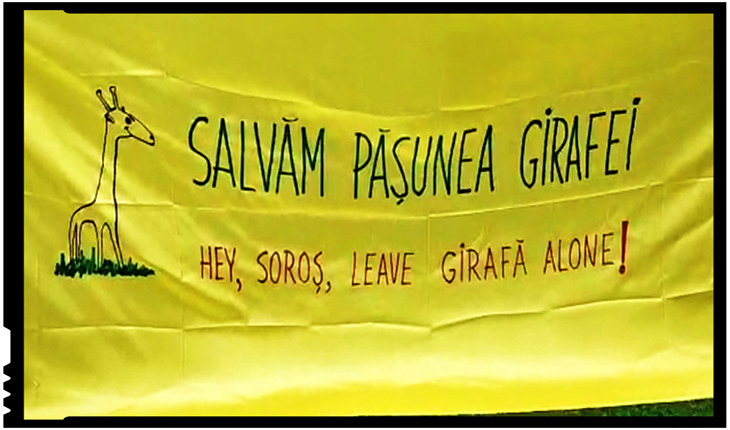 SALVĂM PĂȘUNEA GIRAFEI
HEY, SOROȘ, LEAVE GIRAFĂ ALONE!